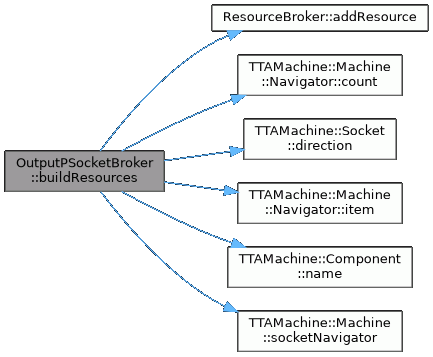 OutputPSocketBroker
::buildResources
ResourceBroker::addResource
TTAMachine::Machine
::Navigator::count
TTAMachine::Socket
::direction
TTAMachine::Machine
::Navigator::item
TTAMachine::Component
::name
TTAMachine::Machine
::socketNavigator